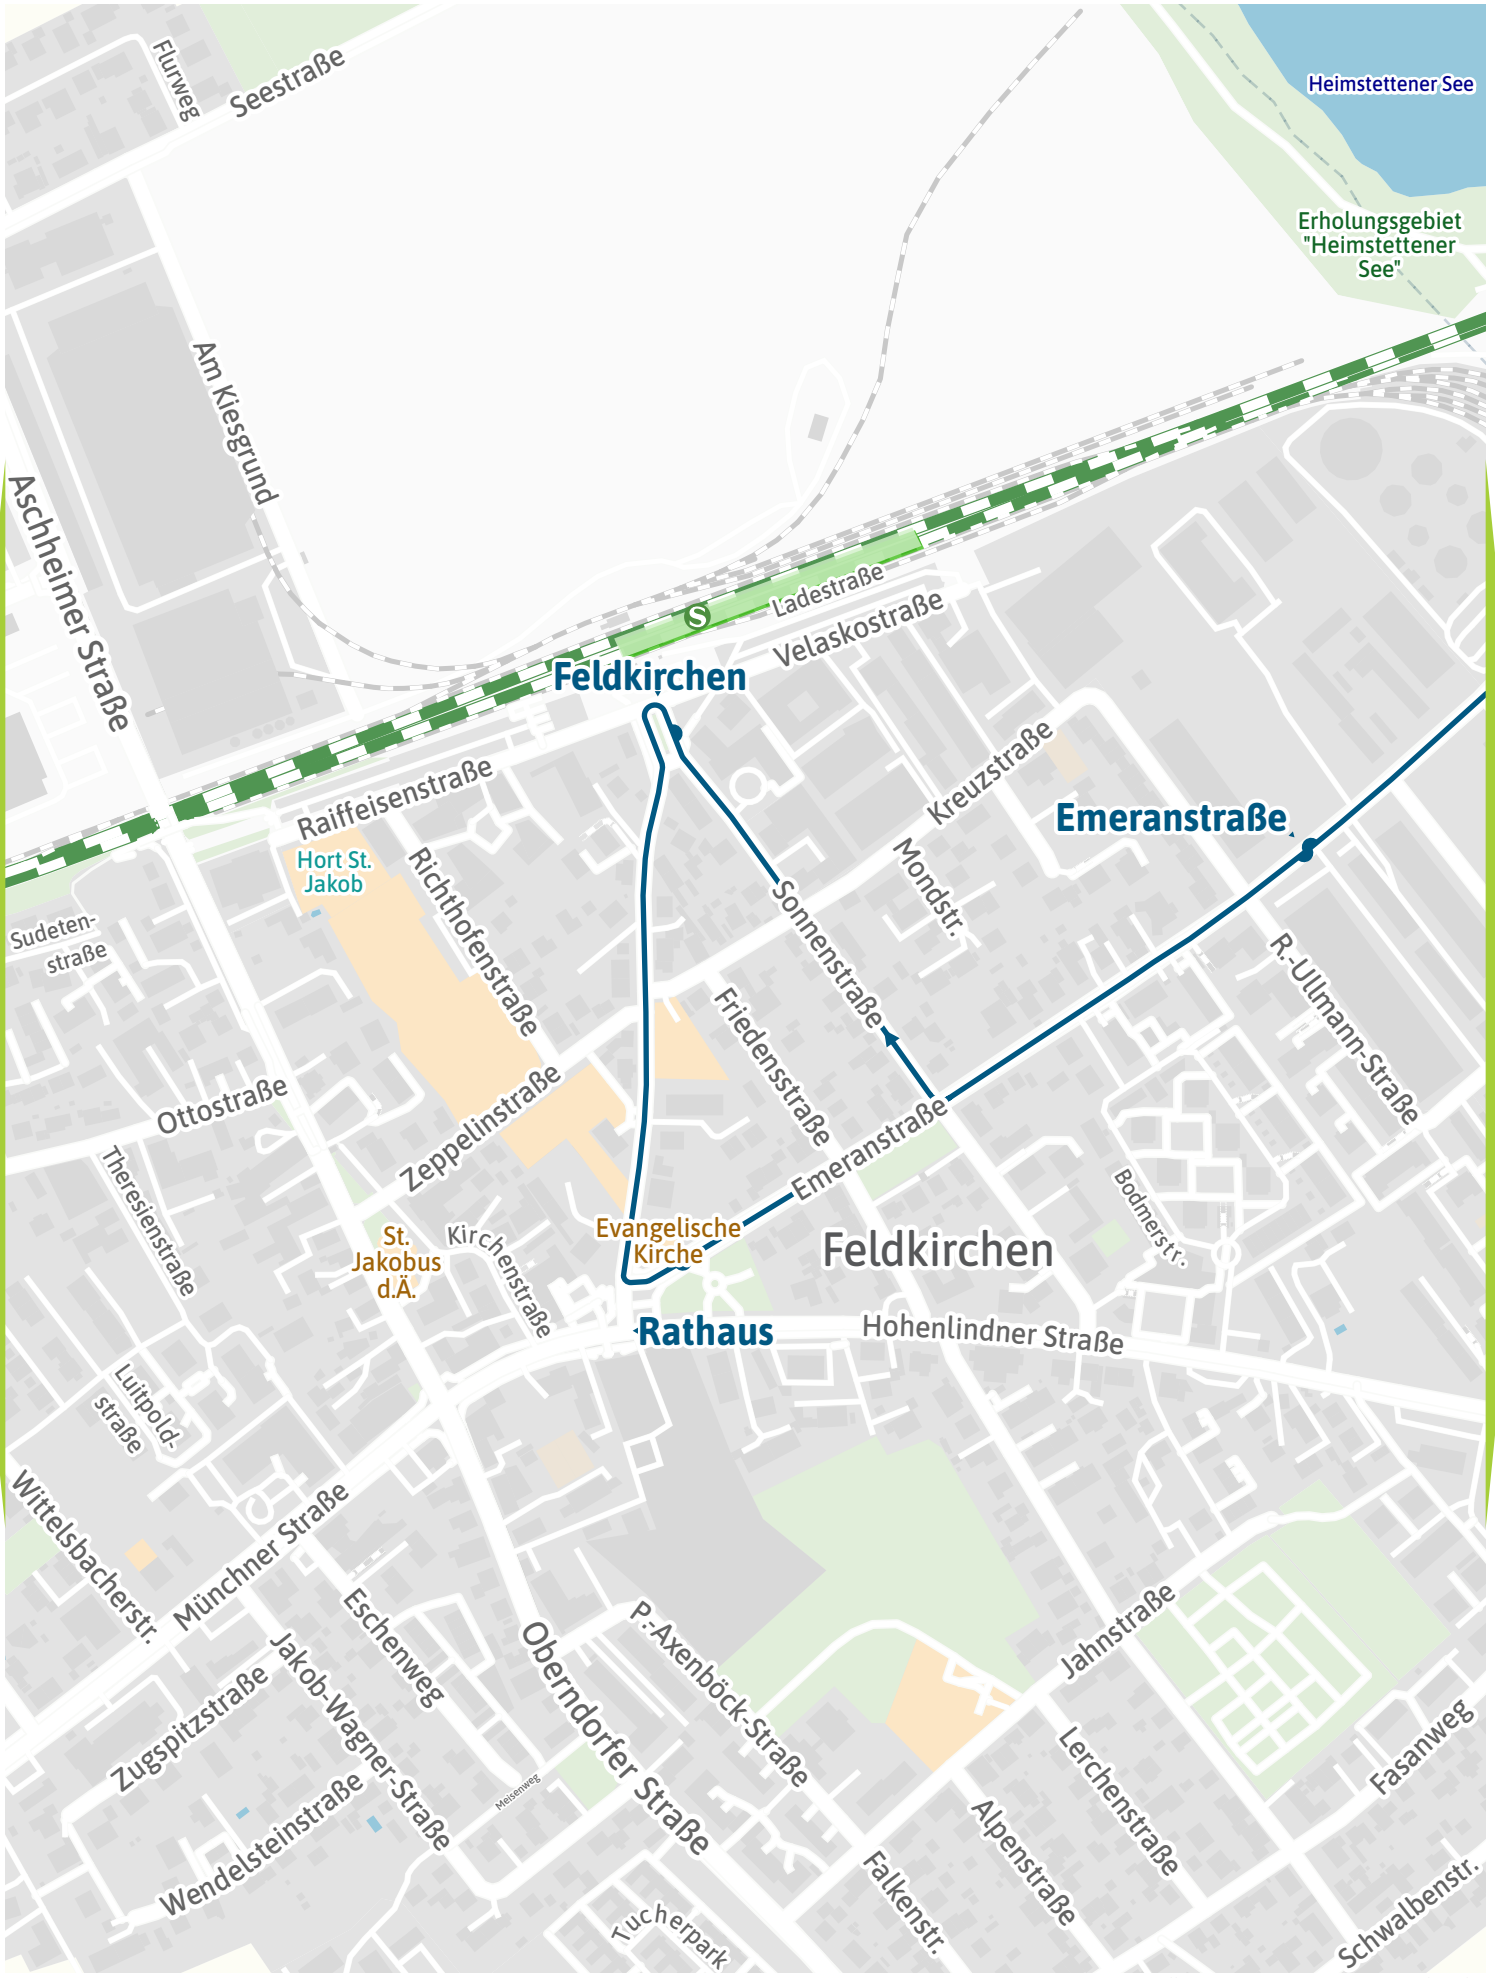 Flurweg
Seestraße
Heimstettener See
Erholungsgebiet
"Heimstettener
See"
Am Kiesgrund
Aschheimer Straße
S
Ladestraße
Velaskostraße
Feldkirchen
Raiffeisenstraße
Kreuzstraße
Emeranstraße
Hort St.
Jakob
Richthofenstraße
Mondstr.
Sonnenstraße
Sudeten-
straße
R.-Ullmann-Straße
Friedensstraße
Ottostraße
Zeppelinstraße
Emeranstraße
Theresienstraße
Bodmerstr.
Evangelische
Kirche
St.
Jakobus
d.Ä.
Kirchenstraße
Feldkirchen
Rathaus
Hohenlindner Straße
Luitpold-
straße
Wittelsbacherstr.
Münchner Straße
Eschenweg
Oberndorfer Straße
P.-Axenböck-Straße
Jahnstraße
Jakob-Wagner-Straße
Zugspitzstraße
Wendelsteinstraße
Meisenweg
Lerchenstraße
Fasanweg
Alpenstraße
Falkenstr.
Tucherpark
Schwalbenstr.